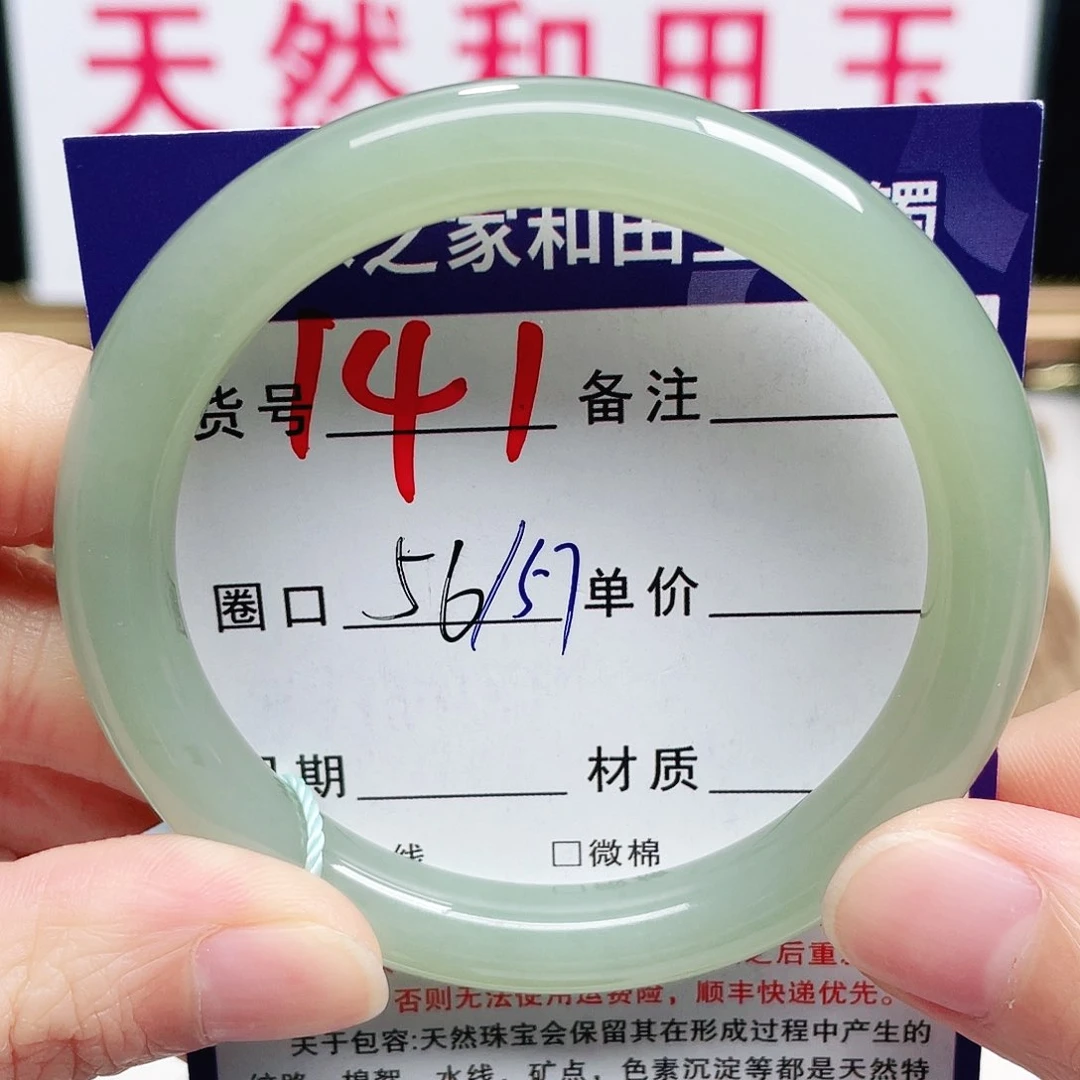 天然和田玉
之家和田玉镯
货号 141 备注
圈口 56/57 单价
日期 材质
线 □微棉
之后重
否则无法使用运费险，顺丰快递优先。
关于包容:天然珠宝会保留其在形成过程中产生的
纹路、棉絮、水线、矿点、色素沉淀等都是天然特